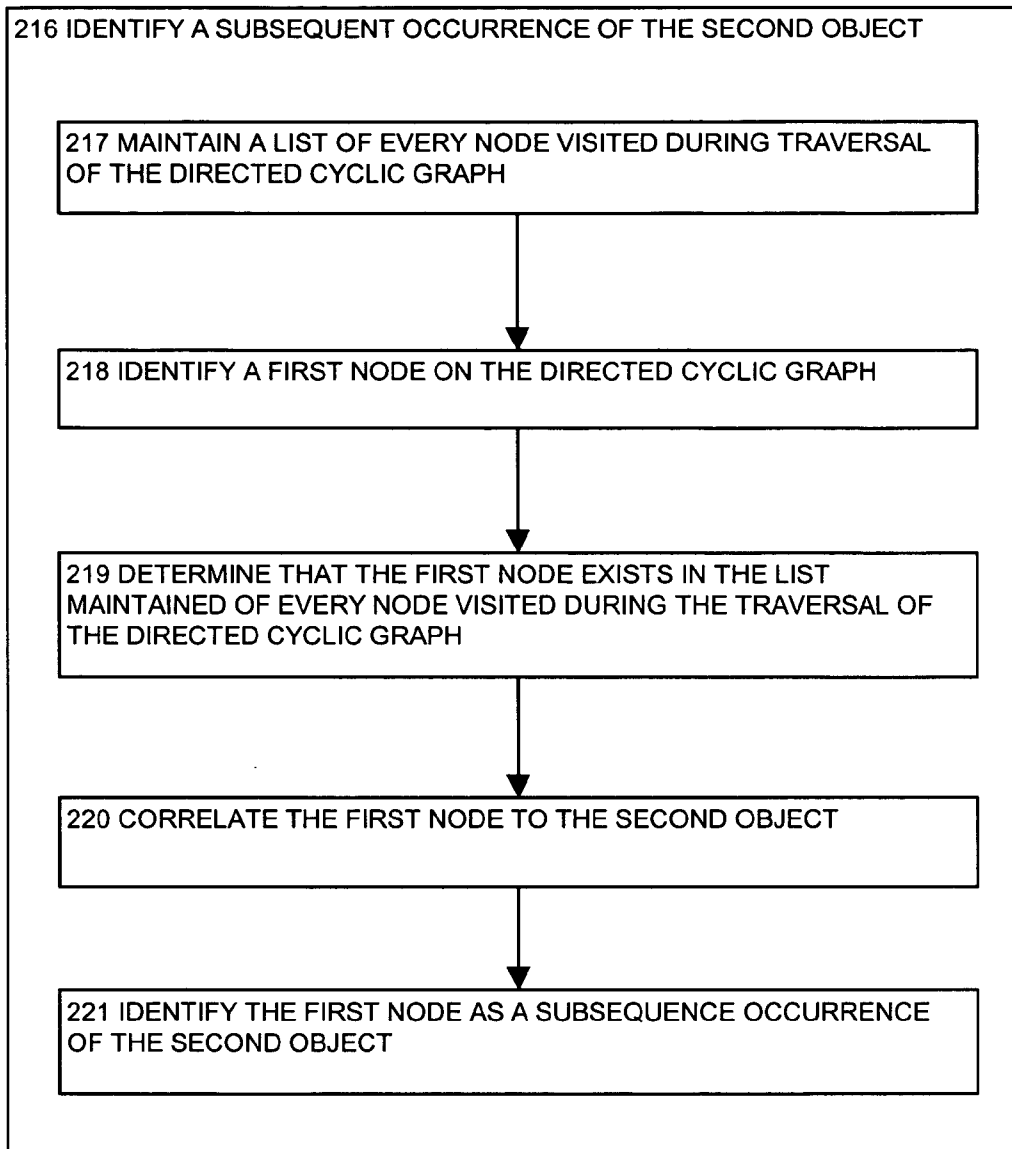 216 IDENTIFY A SUBSEQUENT OCCURRENCE OF THE SECOND OBJECT
217 MAINTAIN A LIST OF EVERY NODE VISITED DURING TRAVERSAL
OF THE DIRECTED CYCLIC GRAPH
218 IDENTIFY A FIRST NODE ON THE DIRECTED CYCLIC GRAPH
219 DETERMINE THAT THE FIRST NODE EXISTS IN THE LIST
MAINTAINED OF EVERY NODE VISITED DURING THE TRAVERSAL OF
THE DIRECTED CYCLIC GRAPH
220 CORRELATE THE FIRST NODE TO THE SECOND OBJECT
221 IDENTIFY THE FIRST NODE AS A SUBSEQUENCE OCCURRENCE
OF THE SECOND OBJECT